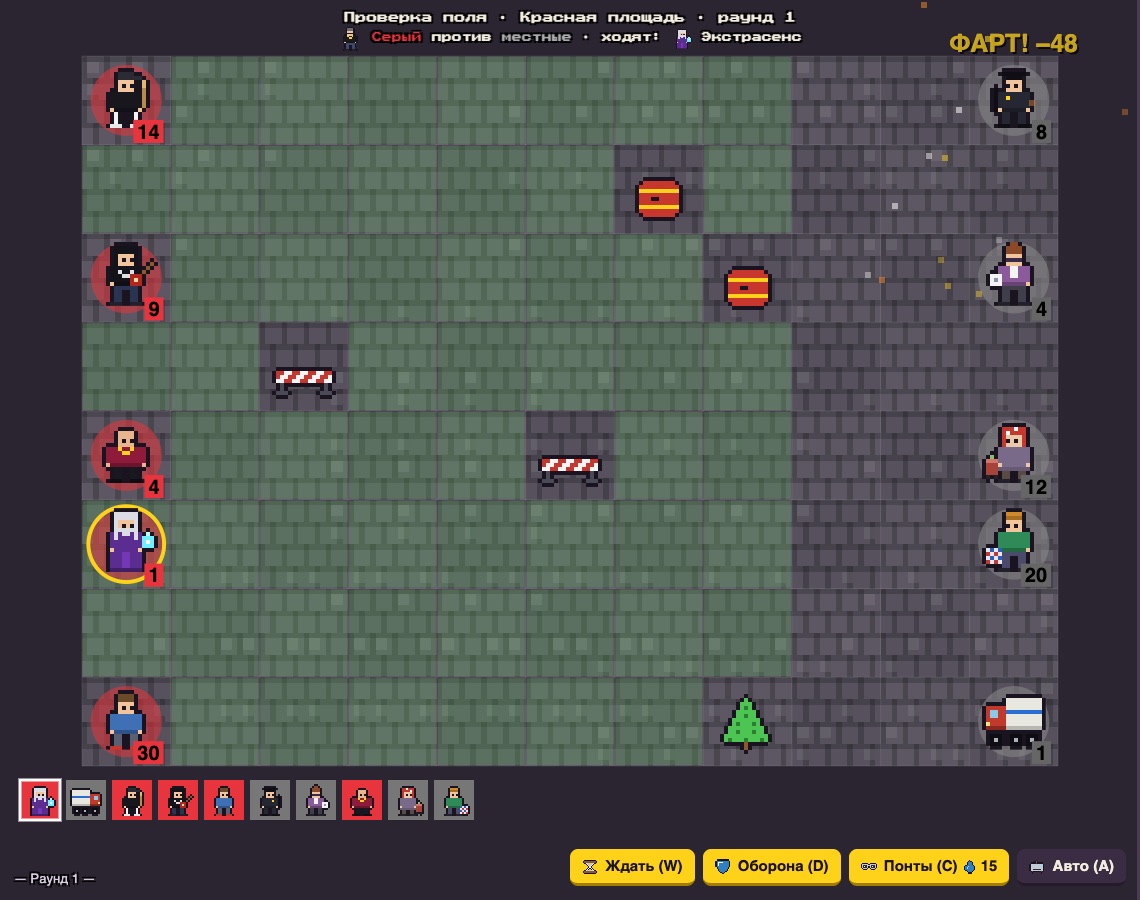 Проверка поля · Красная площадь · раунд 1
Серый против местные · ходят: Экстрасенс
ФАРТ! −48
14
8
9
4
4
12
1
20
30
1
Ждать (W)
Оборона (D)
Понты (C) 15
Авто (A)
— Раунд 1 —